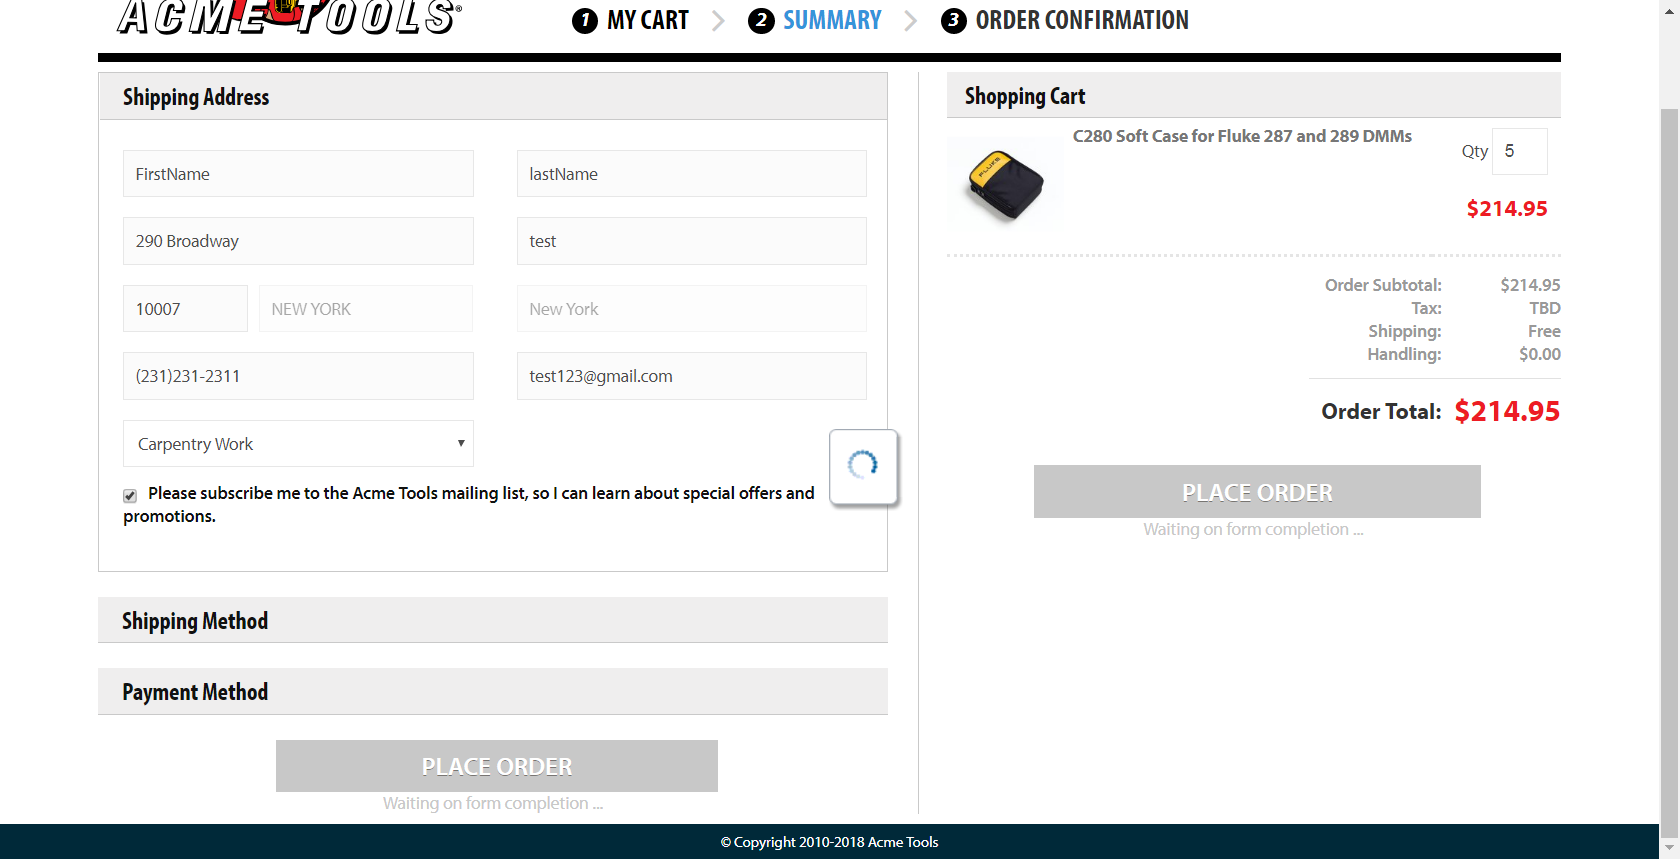 ACME TOOLS®
1 MY CART
2 SUMMARY
3 ORDER CONFIRMATION
Shipping Address
FirstName
lastName
290 Broadway
test
10007
NEW YORK
New York
(231)231-2311
test123@gmail.com
Carpentry Work
Please subscribe me to the Acme Tools mailing list, so I can learn about special offers and
promotions.
Shipping Method
Payment Method
PLACE ORDER
Waiting on form completion ...
Shopping Cart
FLUKE
C280 Soft Case for Fluke 287 and 289 DMMs
Qty 5
$214.95
Order Subtotal: $214.95
Tax: TBD
Shipping: Free
Handling: $0.00
Order Total: $214.95
PLACE ORDER
Waiting on form completion ...
© Copyright 2010-2018 Acme Tools